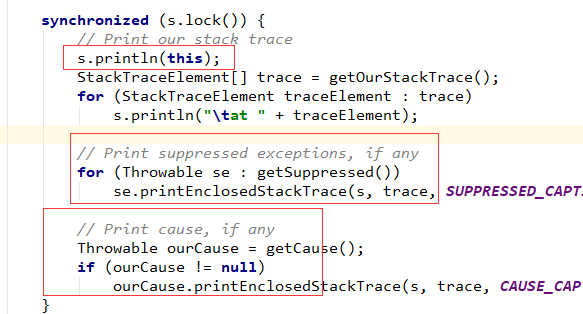 synchronized (s.lock()) {
// Print our stack trace
s.println(this);
StackTraceElement[] trace = getOurStackTrace();
for (StackTraceElement traceElement : trace)
s.println("\tat " + traceElement);
// Print suppressed exceptions, if any
for (Throwable se : getSuppressed())
se.printEnclosedStackTrace(s, trace, SUPPRESSED_CAPT
// Print cause, if any
Throwable ourCause = getCause();
if (ourCause != null)
ourCause.printEnclosedStackTrace(s, trace, CAUSE_CAP
}